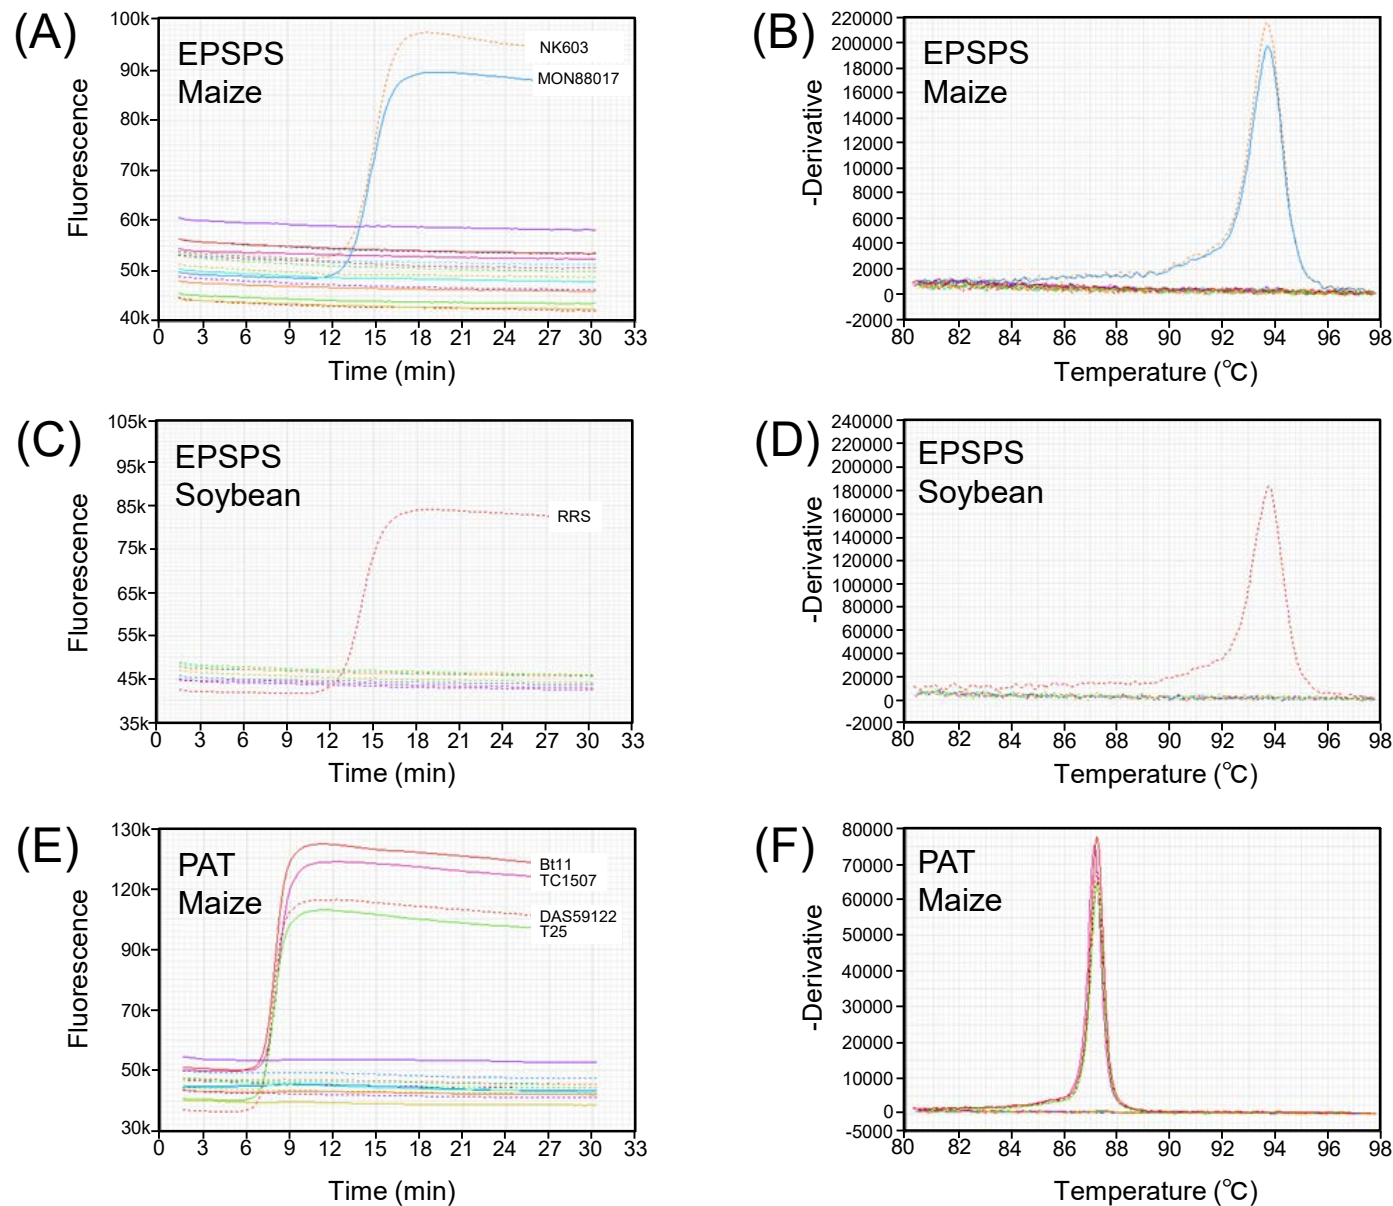 (A)
EPSPS
Maize
NK603
MON88017
Fluorescence
100k
90k
80k
70k
60k
50k
40k
0 3 6 9 12 15 18 21 24 27 30 33
Time (min)
(B)
EPSPS
Maize
-Derivative
220000
200000
18000
16000
14000
12000
10000
8000
6000
4000
2000
0
-2000
80 82 84 86 88 90 92 94 96 98
Temperature (℃)
(C)
EPSPS
Soybean
RRS
Fluorescence
105k
95k
85k
75k
65k
55k
45k
35k
0 3 6 9 12 15 18 21 24 27 30 33
Time (min)
(D)
EPSPS
Soybean
-Derivative
240000
220000
200000
180000
160000
140000
120000
100000
80000
60000
40000
20000
0
-2000
80 82 84 86 88 90 92 94 96 98
Temperature (℃)
(E)
PAT
Maize
Bt11
TC1507
DAS59122
T25
Fluorescence
130k
120k
90k
70k
50k
30k
0 3 6 9 12 15 18 21 24 27 30 33
Time (min)
(F)
PAT
Maize
-Derivative
80000
70000
60000
50000
40000
30000
20000
10000
0
-5000
80 82 84 86 88 90 92 94 96 98
Temperature (℃)